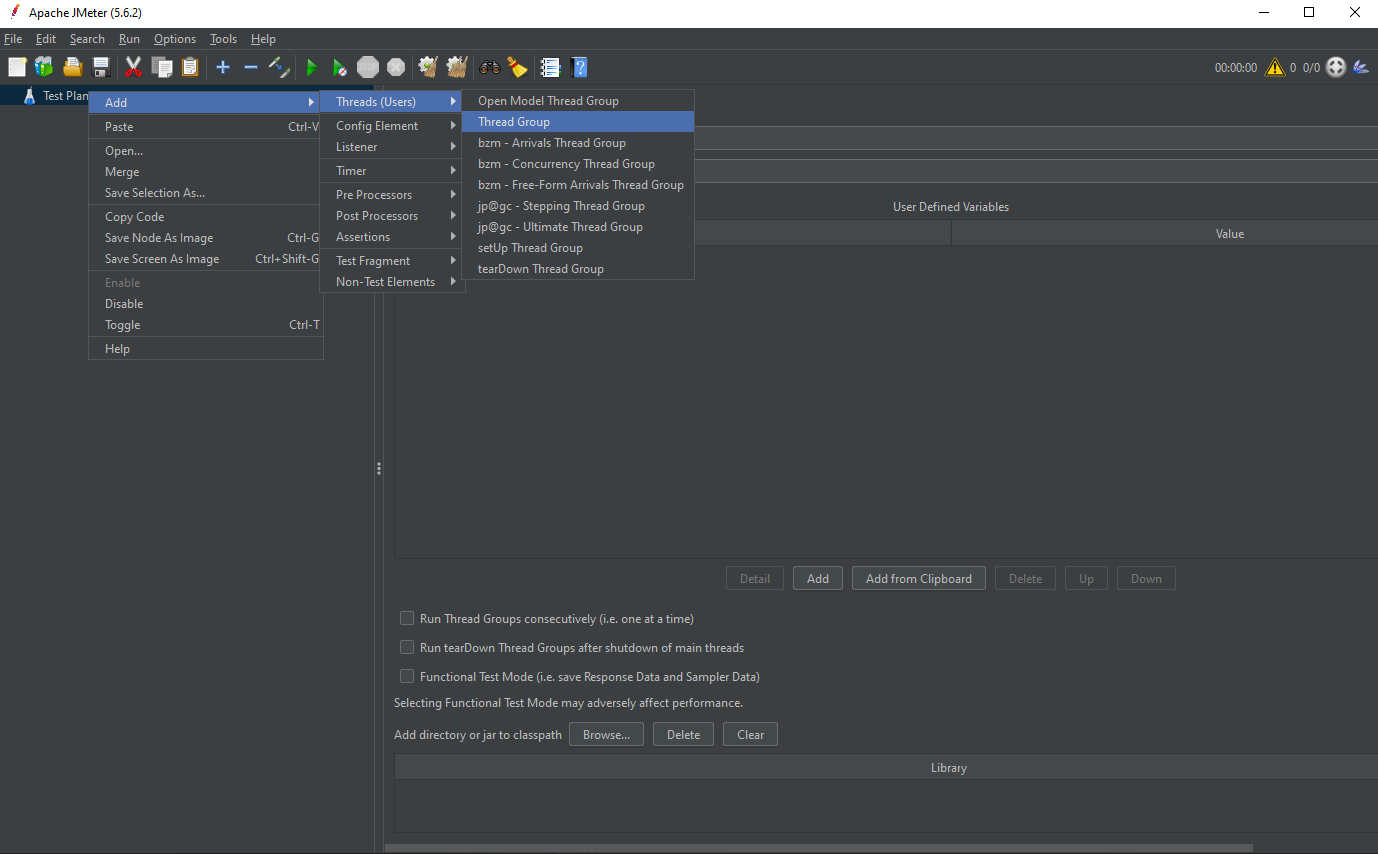 Apache JMeter (5.6.2)
File Edit Search Run Options Tools Help
STOP
00:00:00 0 0/0
Test Plan
Add
Paste Ctrl-V
Open...
Merge
Save Selection As...
Copy Code
Save Node As Image Ctrl-G
Save Screen As Image Ctrl+Shift-G
Enable
Disable
Toggle Ctrl-T
Help
Threads (Users)
Config Element
Listener
Timer
Pre Processors
Post Processors
Assertions
Test Fragment
Non-Test Elements
Open Model Thread Group
Thread Group
bzm - Arrivals Thread Group
bzm - Concurrency Thread Group
bzm - Free-Form Arrivals Thread Group
jp@gc - Stepping Thread Group
jp@gc - Ultimate Thread Group
setUp Thread Group
tearDown Thread Group
User Defined Variables
Value
Detail Add Add from Clipboard Delete Up Down
Run Thread Groups consecutively (i.e. one at a time)
Run tearDown Thread Groups after shutdown of main threads
Functional Test Mode (i.e. save Response Data and Sampler Data)
Selecting Functional Test Mode may adversely affect performance.
Add directory or jar to classpath Browse... Delete Clear
Library